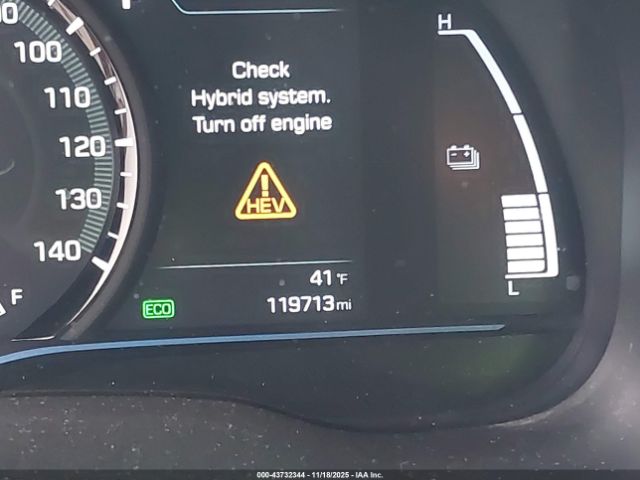 100
110
120
130
140
F
Check
Hybrid system.
Turn off engine
HEV
41°F
ECO
119713 mi
H
L
000-43732344 - 11/18/2025 - IAA Inc.